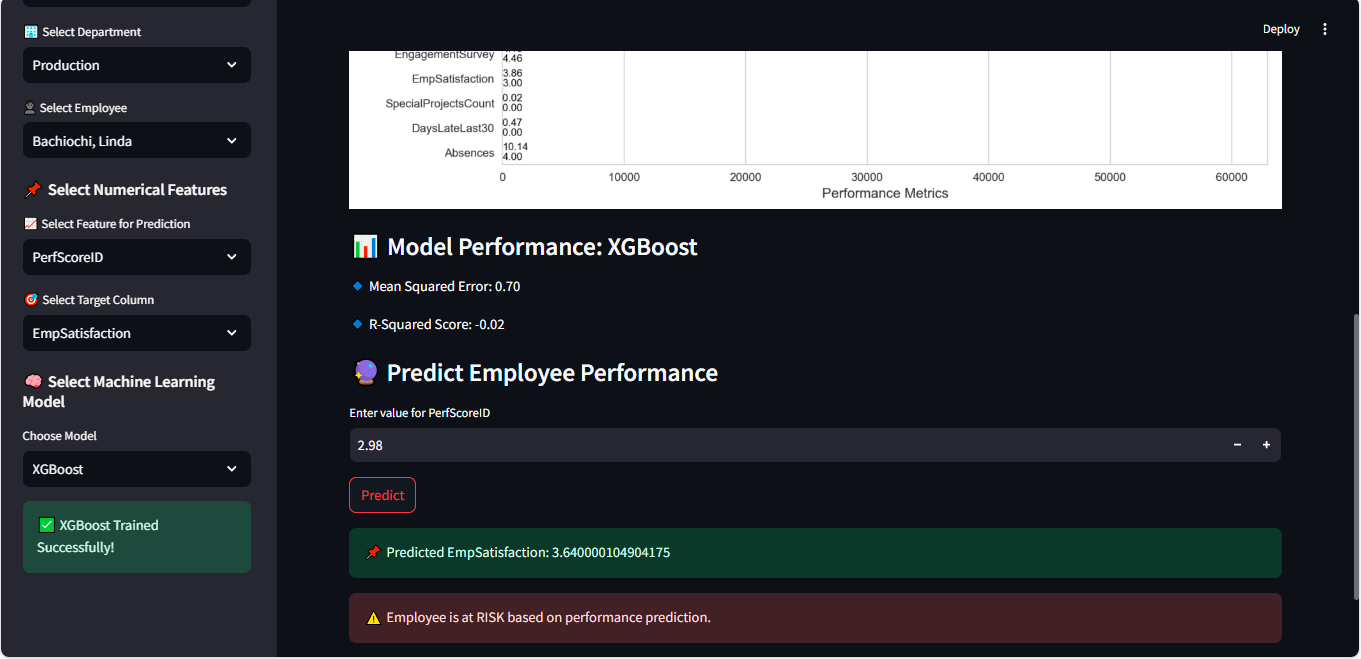 Select Department
Production
Select Employee
Bachiochi, Linda
Select Numerical Features
Select Feature for Prediction
PerfScoreID
Select Target Column
EmpSatisfaction
Select Machine Learning
Model
Choose Model
XGBoost
XGBoost Trained
Successfully!
Deploy
EngagementSurvey
4.46
EmpSatisfaction
3.86
3.00
SpecialProjectsCount
0.02
0.00
DaysLateLast30
0.47
0.00
Absences
10.14
4.00
0 10000 20000 30000 40000 50000 60000
Performance Metrics
Model Performance: XGBoost
Mean Squared Error: 0.70
R-Squared Score: -0.02
Predict Employee Performance
Enter value for PerfScoreID
2.98
Predict
Predicted EmpSatisfaction: 3.640000104904175
Employee is at RISK based on performance prediction.